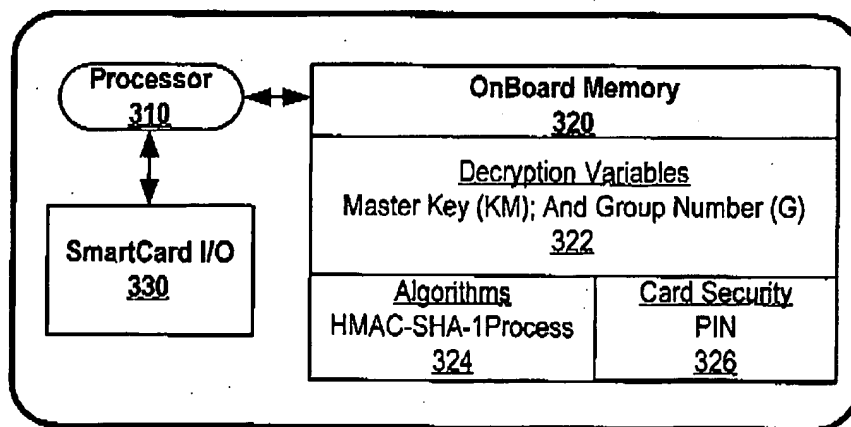 Processor
310
OnBoard Memory
320
Decryption Variables
Master Key (KM); And Group Number (G)
322
SmartCard I/O
330
Algorithms
HMAC-SHA-1Process
324
Card Security
PIN
326